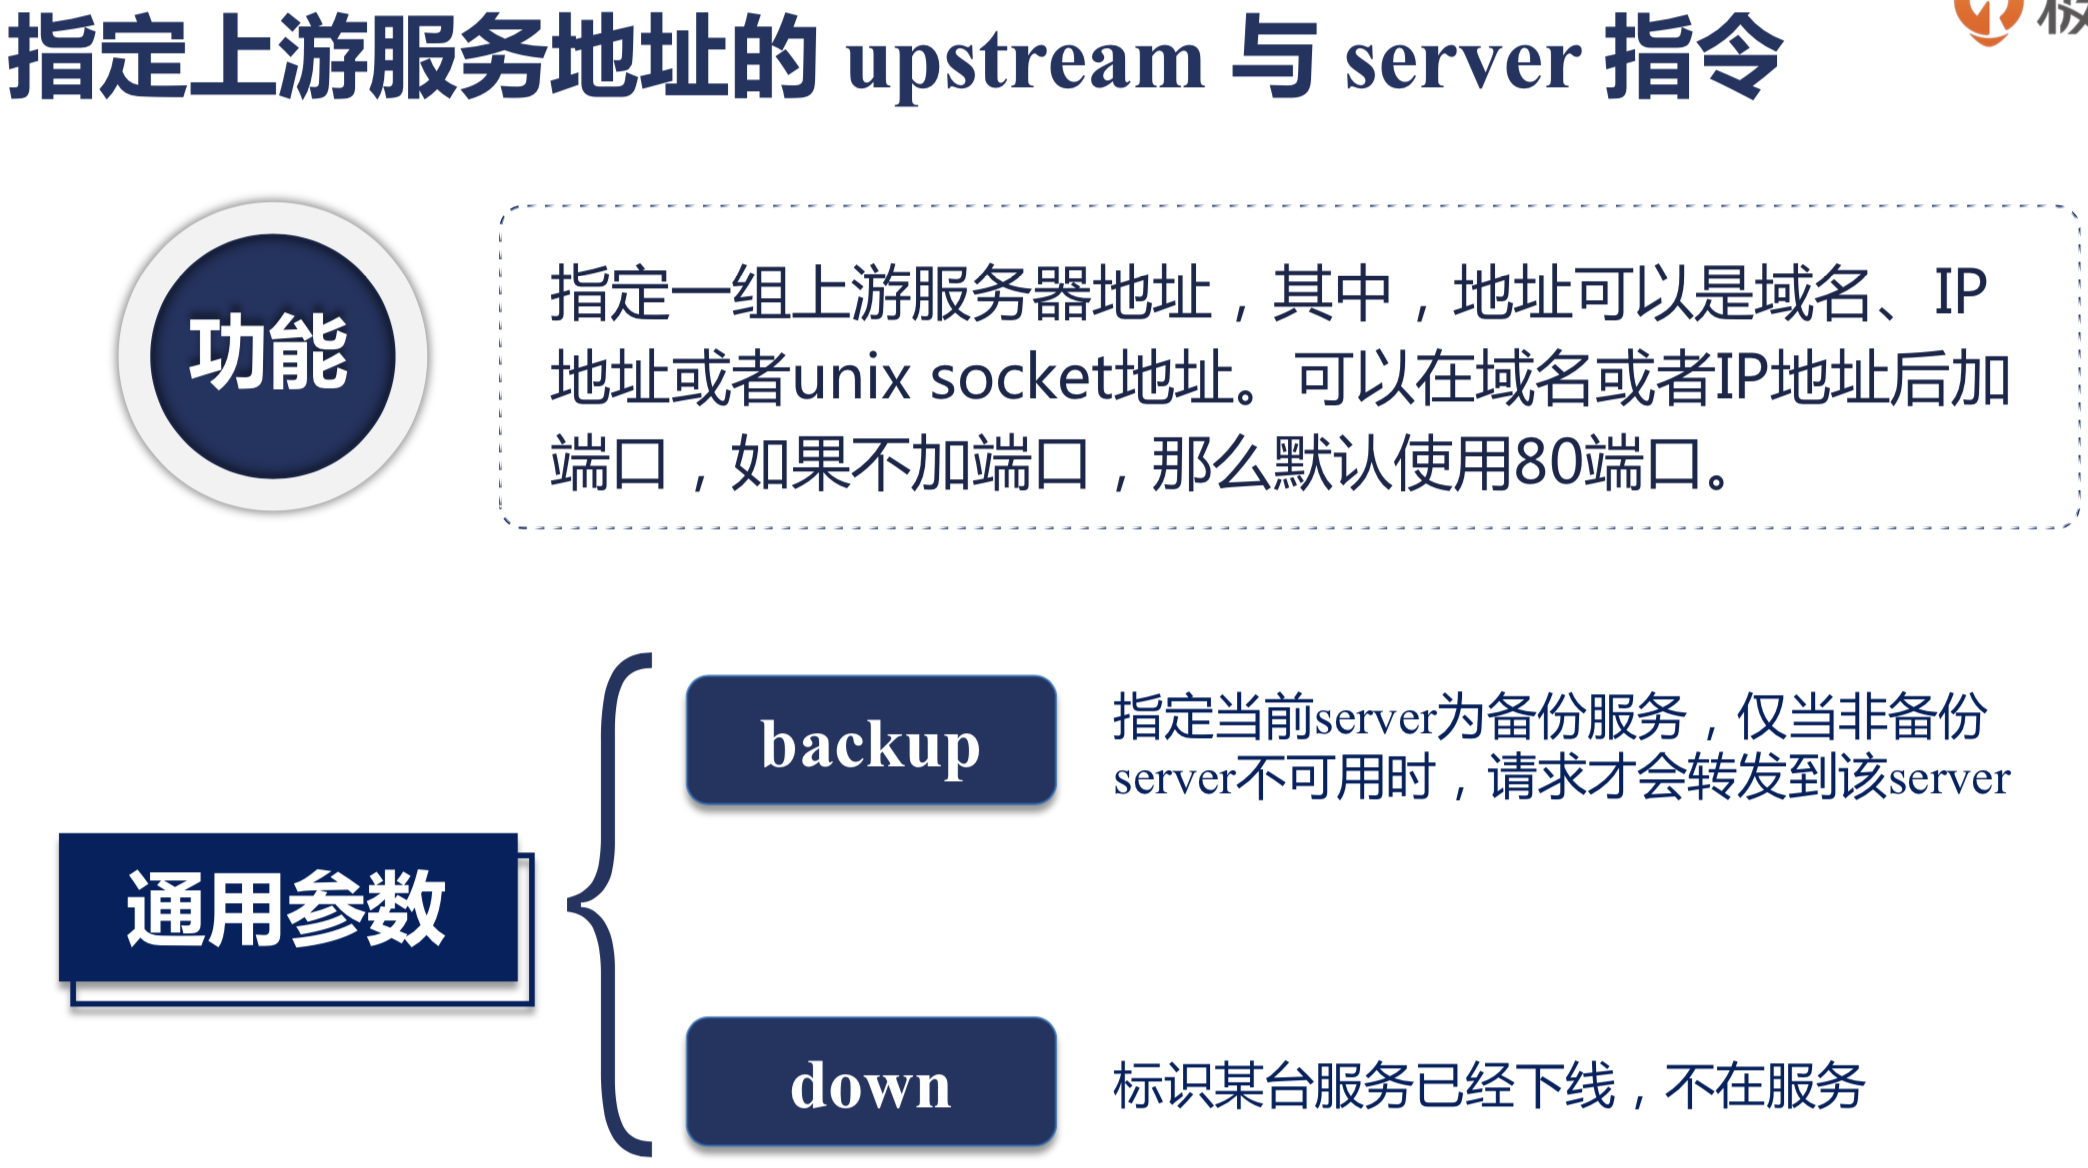 指定上游服务地址的 upstream 与 server 指令
功能
指定一组上游服务器地址，其中，地址可以是域名、IP
地址或者unix socket地址。可以在域名或者IP地址后加
端口，如果不加端口，那么默认使用80端口。
通用参数
backup
指定当前server为备份服务，仅当非备份
server不可用时，请求才会转发到该server
down
标识某台服务已经下线，不在服务